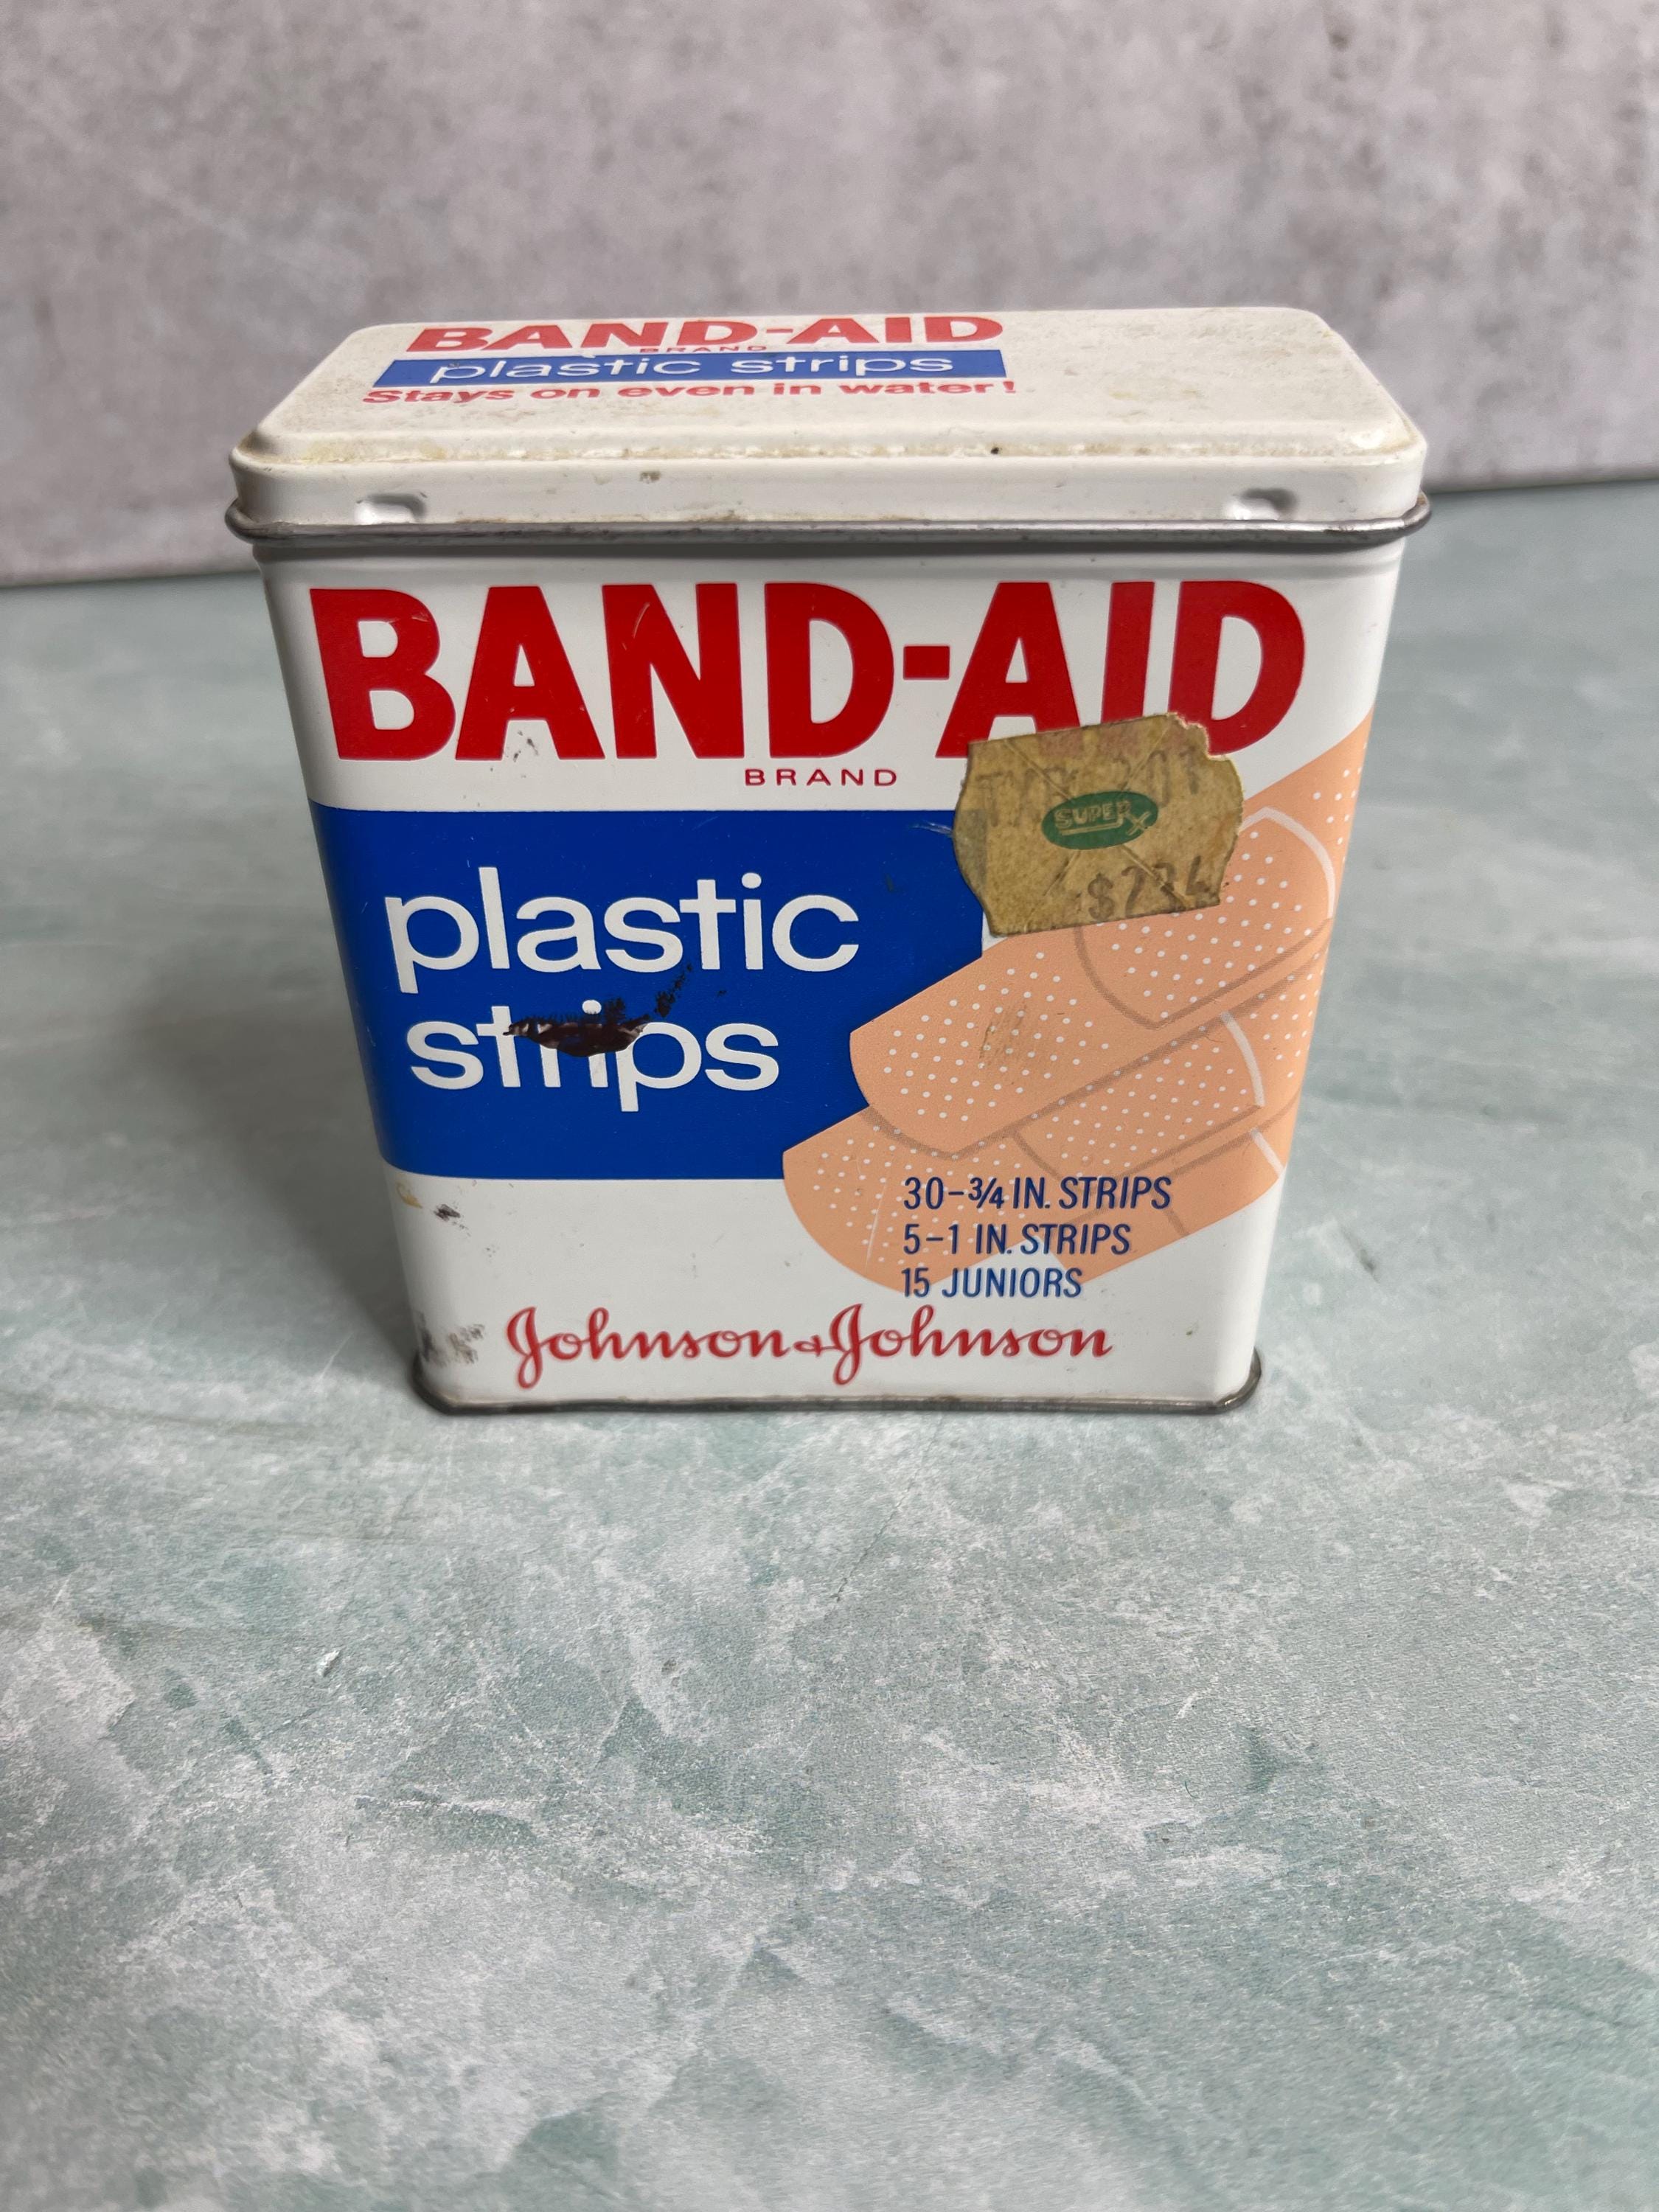 BAND-AID
BRAND
plastic strips
Stays on even in water!
BAND-AID
BRAND
SUPERx
plastic
strips
30-3/4 IN. STRIPS
5-1 IN. STRIPS
15 JUNIORS
Johnson & Johnson